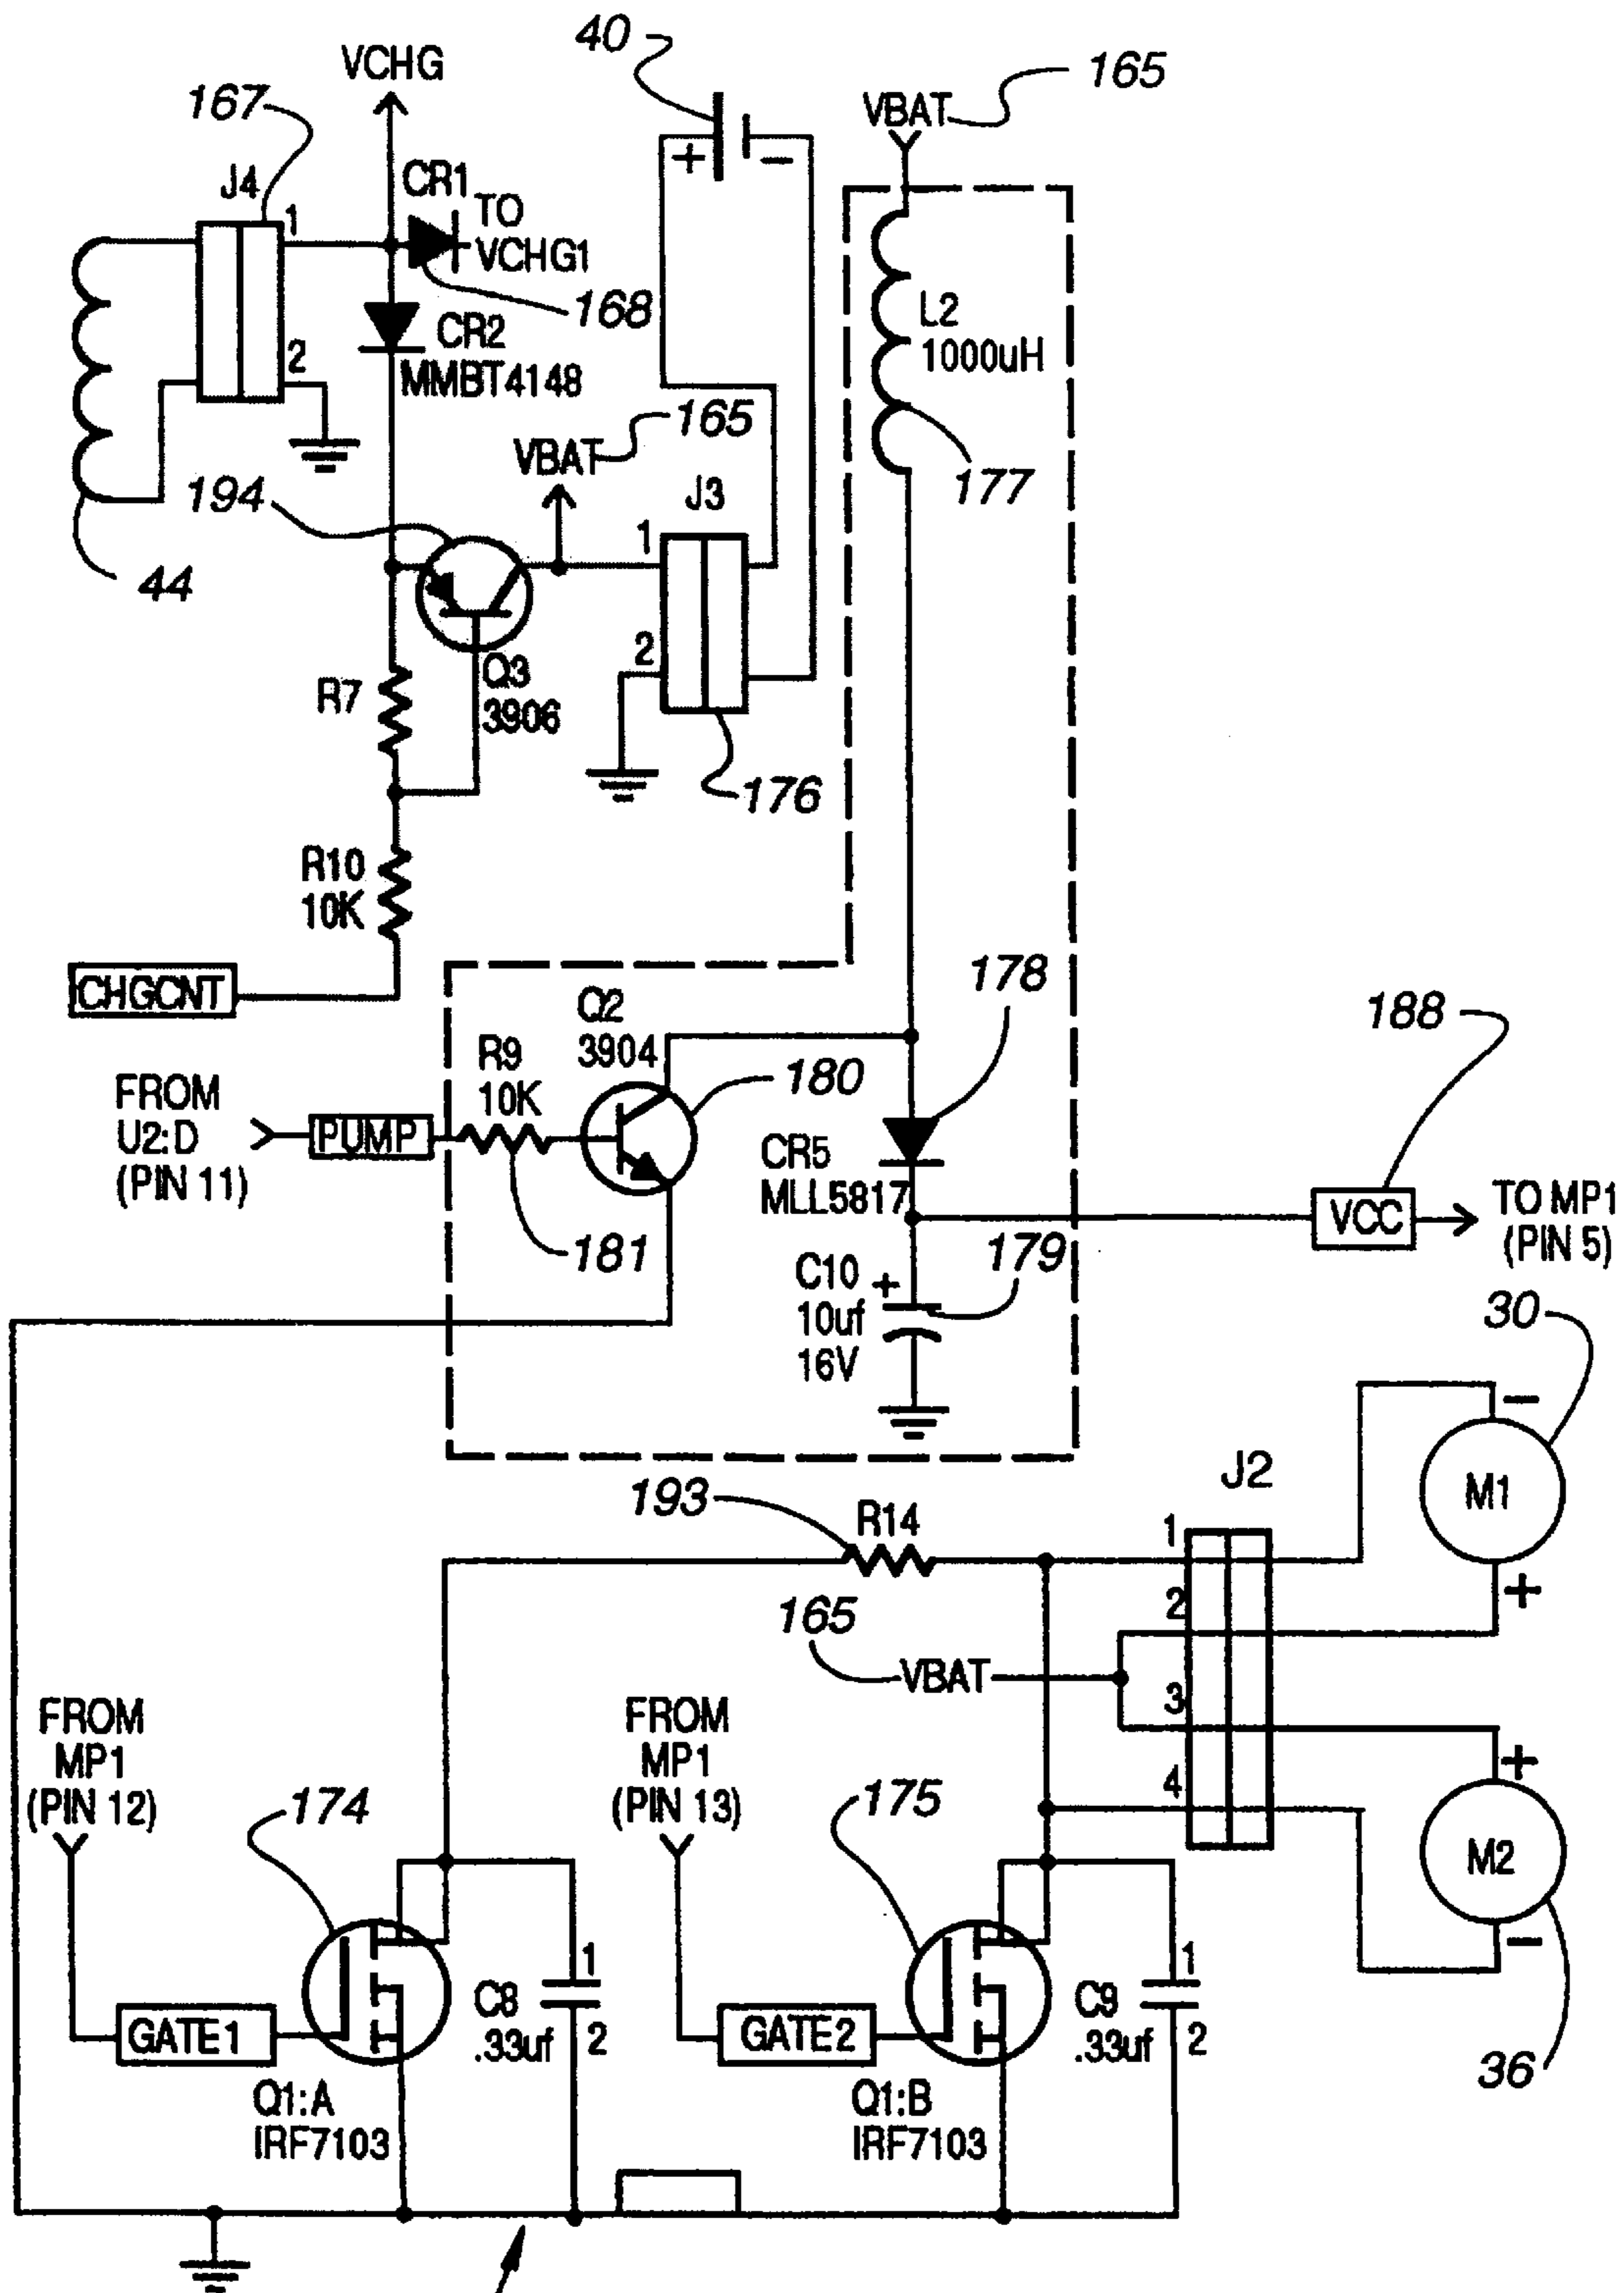 40
VCHG
165
VBAT
167
J4
CR1
TO
VCHG1
1
+
−
168
L2
1000uH
CR2
MMBT4148
2
165
VBAT
177
J3
194
1
44
2
Q3
3906
R7
176
R10
10K
CHGCNT
178
Q2
3904
188
R9
10K
180
FROM
U2:D
(PIN 11)
PUMP
CR5
MLL5817
VCC
TO MP1
(PIN 5)
181
179
C10
10uf
16V
+
30
−
M1
+
J2
193
R14
1
2
3
4
165
VBAT
FROM
MP1
(PIN 12)
FROM
MP1
(PIN 13)
174
175
+
M2
−
36
GATE1
C8
.33uf
1
2
GATE2
C9
.33uf
1
2
Q1:A
IRF7103
Q1:B
IRF7103